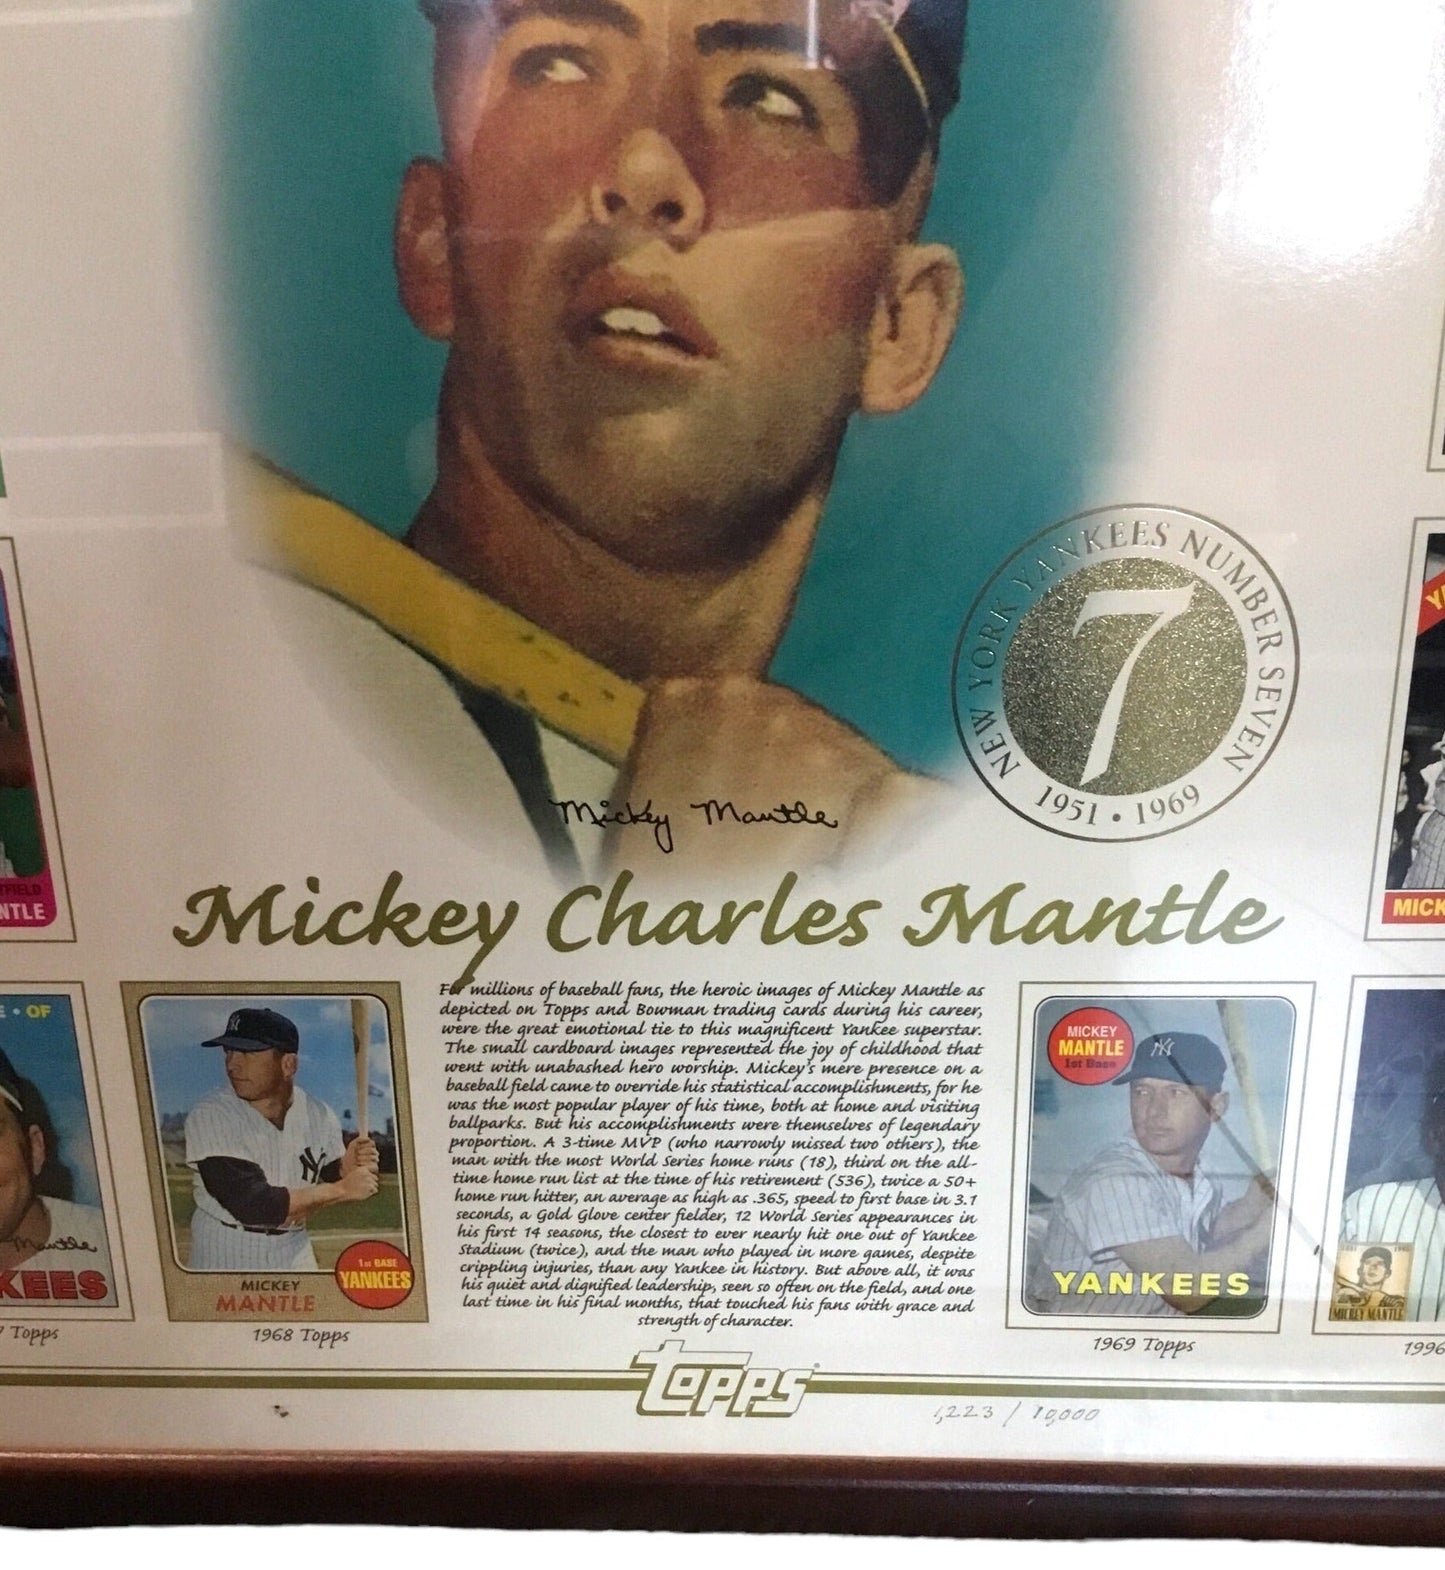 NEW YORK YANKEES NUMBER SEVEN
7
1951 • 1969
Mickey Mantle
Mickey Charles Mantle
NTLE
MICK
OF
KEES
Mantle
Topps
MICKEY
MANTLE
1st BASE
YANKEES
1968 Topps
For millions of baseball fans, the heroic images of Mickey Mantle as
depicted on Topps and Bowman trading cards during his career,
were the great emotional tie to this magnificent Yankee superstar.
The small cardboard images represented the joy of childhood that
went with unabashed hero worship. Mickey's mere presence on a
baseball field came to override his statistical accomplishments, for he
was the most popular player of his time, both at home and visiting
ballparks. But his accomplishments were themselves of legendary
proportion. A 3-time MVP (who narrowly missed two others), the
man with the most World Series home runs (18), third on the all-
time home run list at the time of his retirement (536), twice a 50+
home run hitter, an average as high as .365, speed to first base in 3.1
seconds, a Gold Glove center fielder, 12 World Series appearances in
his first 14 seasons, the closest to ever nearly hit one out of Yankee
Stadium (twice), and the man who played in more games, despite
crippling injuries, than any Yankee in history. But above all, it was
his quiet and dignified leadership, seen so often on the field, and one
last time in his final months, that touched his fans with grace and
strength of character.
MICKEY
MANTLE
1st Base
YANKEES
1969 Topps
MICKEY MANTLE
1996
Topps
1,223 / 10,000